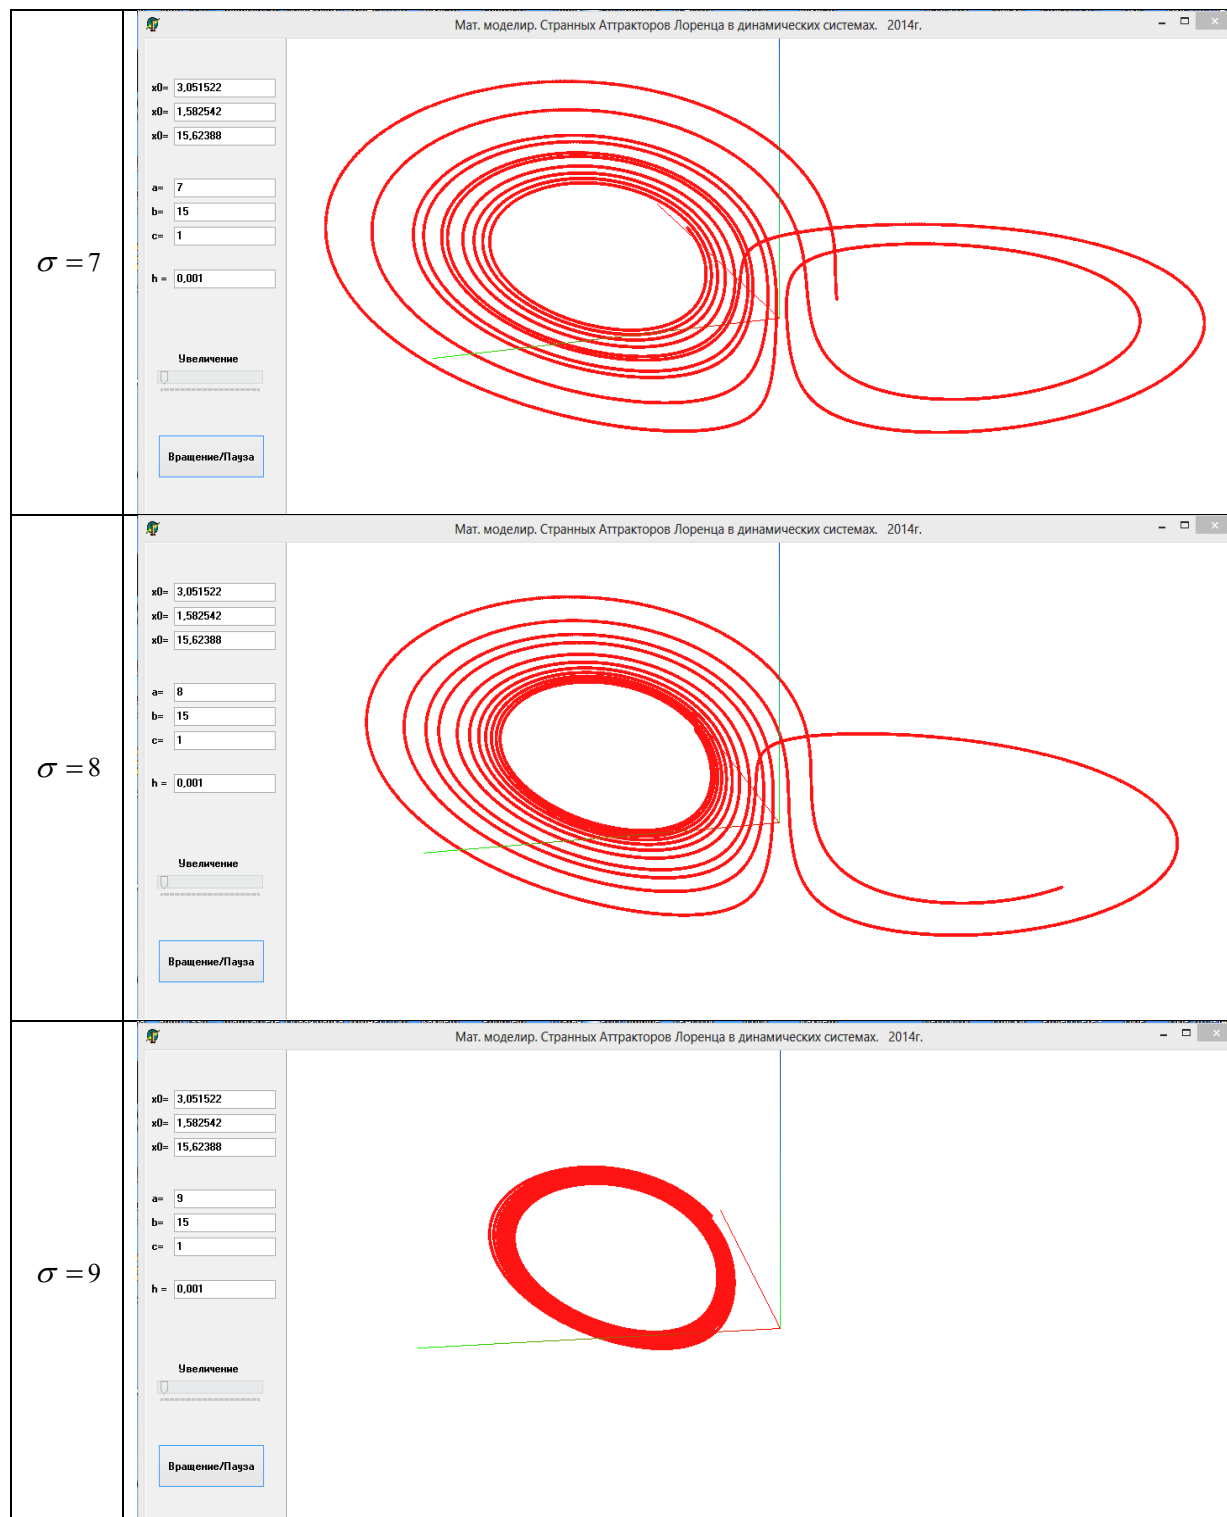 Мат. моделир. Странных Аттракторов Лоренца в динамических системах. 2014г.
x0= 3,051522
x0= 1,582542
x0= 15,62388
a= 7
b= 15
c= 1
σ = 7
h = 0,001
Увеличение
Вращение/Пауза
Мат. моделир. Странных Аттракторов Лоренца в динамических системах. 2014г.
x0= 3,051522
x0= 1,582542
x0= 15,62388
a= 8
b= 15
c= 1
σ = 8
h = 0,001
Увеличение
Вращение/Пауза
Мат. моделир. Странных Аттракторов Лоренца в динамических системах. 2014г.
x0= 3,051522
x0= 1,582542
x0= 15,62388
a= 9
b= 15
c= 1
σ = 9
h = 0,001
Увеличение
Вращение/Пауза